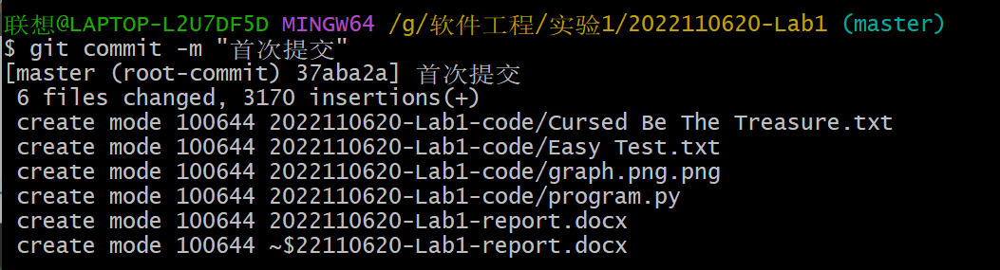 联想@LAPTOP-L2U7DF5D MINGW64 /g/软件工程/实验1/2022110620-Lab1 (master)
$ git commit -m "首次提交"
[master (root-commit) 37aba2a] 首次提交
 6 files changed, 3170 insertions(+)
 create mode 100644 2022110620-Lab1-code/Cursed Be The Treasure.txt
 create mode 100644 2022110620-Lab1-code/Easy Test.txt
 create mode 100644 2022110620-Lab1-code/graph.png.png
 create mode 100644 2022110620-Lab1-code/program.py
 create mode 100644 2022110620-Lab1-report.docx
 create mode 100644 ~$22110620-Lab1-report.docx